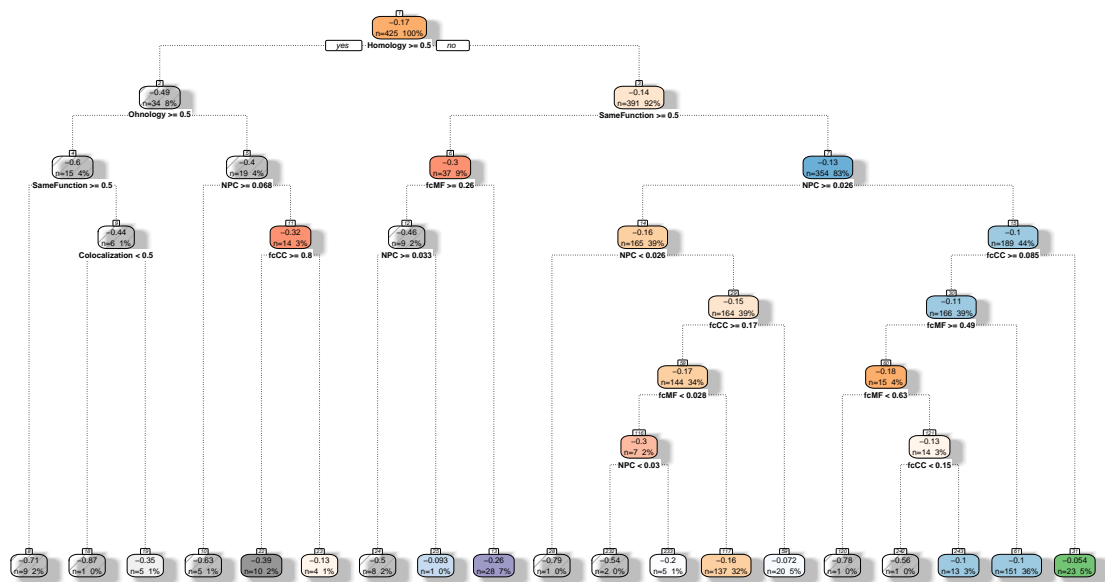 1
−0.17
n=425 100%
yes Homology >= 0.5 no
2
−0.49
n=34 8%
Ohnology >= 0.5
3
−0.14
n=391 92%
SameFunction >= 0.5
4
−0.6
n=15 4%
SameFunction >= 0.5
5
−0.4
n=19 4%
NPC >= 0.068
6
−0.3
n=37 9%
fcMF >= 0.26
7
−0.13
n=354 83%
NPC >= 0.026
9
−0.44
n=6 1%
Colocalization < 0.5
11
−0.32
n=14 3%
fcCC >= 0.8
12
−0.46
n=9 2%
NPC >= 0.033
14
−0.16
n=165 39%
NPC < 0.026
15
−0.1
n=189 44%
fcCC >= 0.085
29
−0.15
n=164 39%
fcCC >= 0.17
30
−0.11
n=166 39%
fcMF >= 0.49
58
−0.17
n=144 34%
fcMF < 0.028
60
−0.18
n=15 4%
fcMF < 0.63
116
−0.3
n=7 2%
NPC < 0.03
121
−0.13
n=14 3%
fcCC < 0.15
8
−0.71
n=9 2%
18
−0.87
n=1 0%
19
−0.35
n=5 1%
10
−0.63
n=5 1%
22
−0.39
n=10 2%
23
−0.13
n=4 1%
24
−0.5
n=8 2%
25
−0.093
n=1 0%
13
−0.26
n=28 7%
28
−0.79
n=1 0%
232
−0.54
n=2 0%
233
−0.2
n=5 1%
117
−0.16
n=137 32%
59
−0.072
n=20 5%
120
−0.78
n=1 0%
242
−0.56
n=1 0%
243
−0.1
n=13 3%
61
−0.1
n=151 36%
31
−0.054
n=23 5%